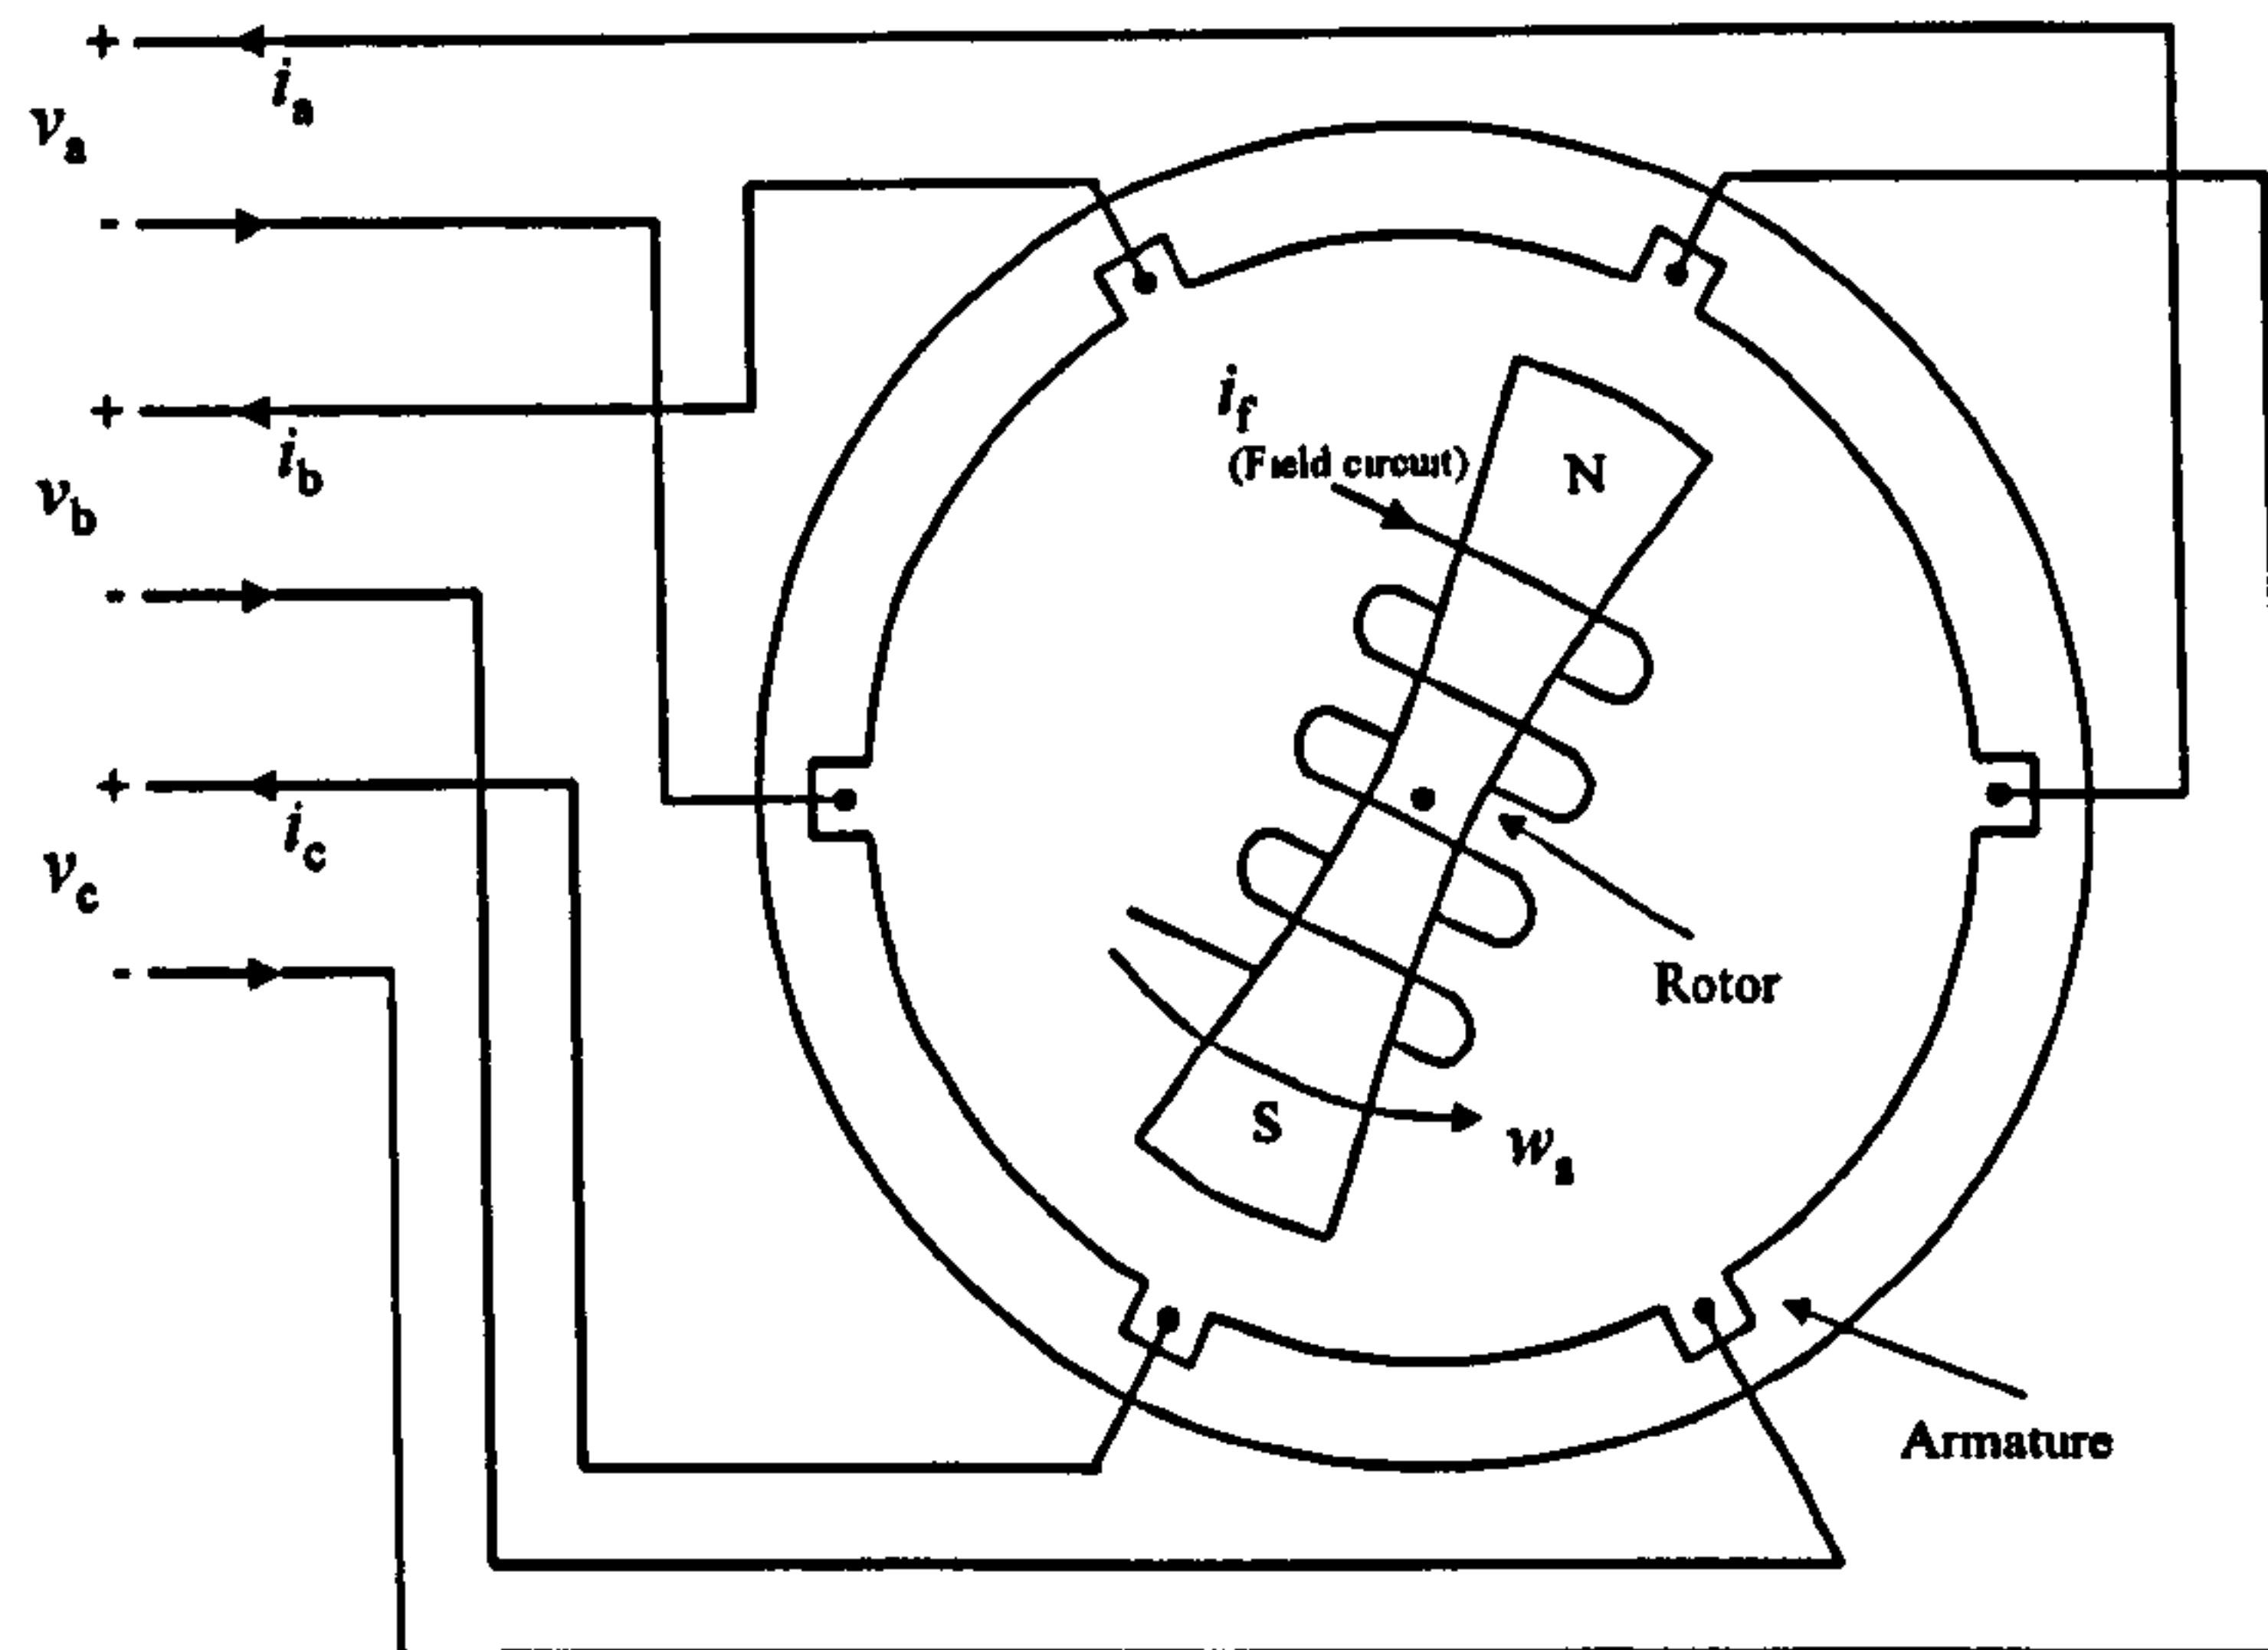 +
i_a
v_a
-
+
i_b
v_b
-
+
i_c
v_c
-
i_f
(Field circuit)
N
Rotor
S
w_s
Armature